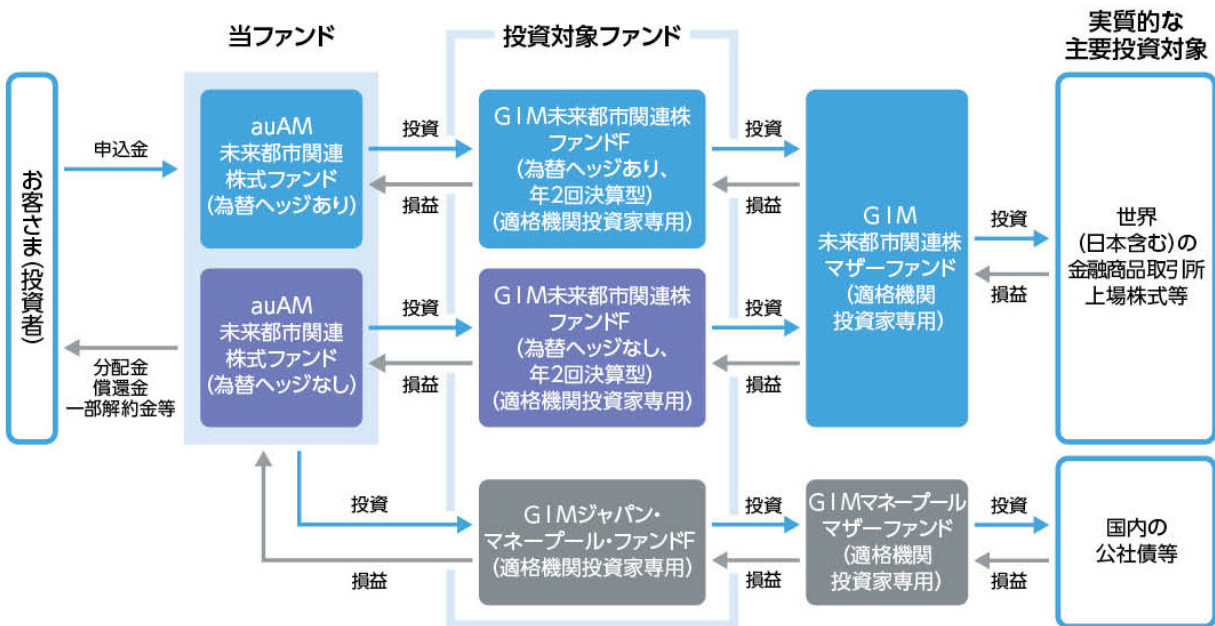 当ファンド
投資対象ファンド
実質的な
主要投資対象
お客さま(投資者)
申込金
分配金
償還金
一部解約金等
auAM
未来都市関連
株式ファンド
(為替ヘッジあり)
投資
損益
GIM未来都市関連株
ファンドF
(為替ヘッジあり、
年2回決算型)
(適格機関投資家専用)
投資
損益
auAM
未来都市関連
株式ファンド
(為替ヘッジなし)
投資
損益
GIM未来都市関連株
ファンドF
(為替ヘッジなし、
年2回決算型)
(適格機関投資家専用)
投資
損益
GIM
未来都市関連株
マザーファンド
(適格機関
投資家専用)
投資
損益
世界
(日本含む)の
金融商品取引所
上場株式等
投資
損益
GIMジャパン・
マネープール・ファンドF
(適格機関投資家専用)
投資
損益
GIMマネープール
マザーファンド
(適格機関
投資家専用)
投資
損益
国内の
公社債等